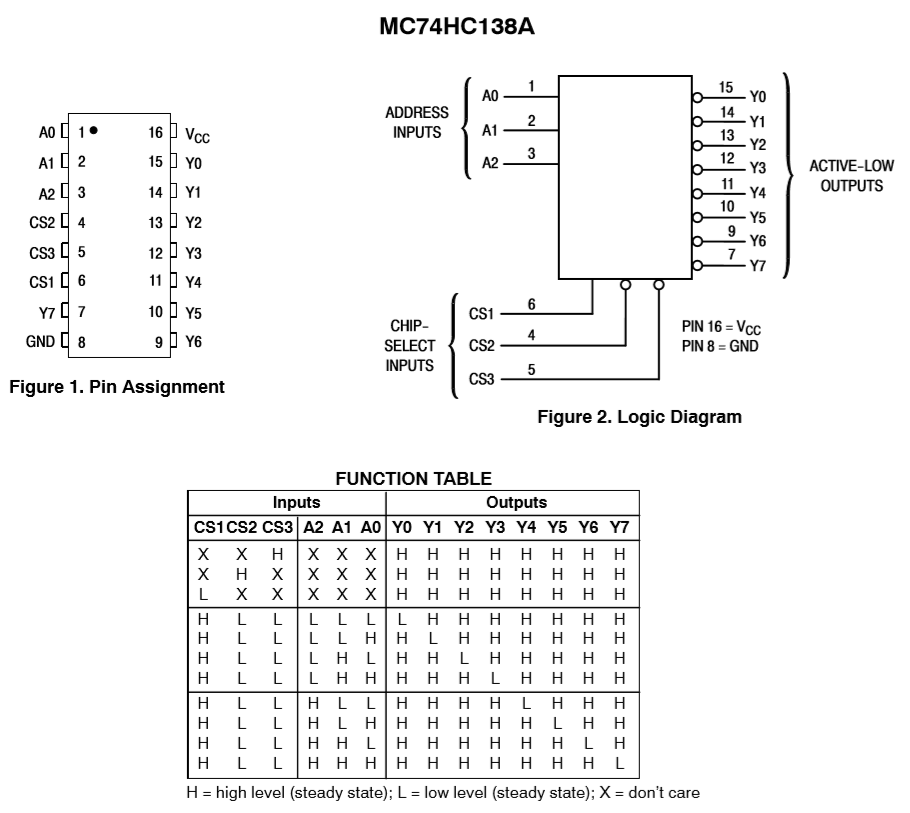 MC74HC138A
A0 1 16 VCC
A1 2 15 Y0
A2 3 14 Y1
CS2 4 13 Y2
CS3 5 12 Y3
CS1 6 11 Y4
Y7 7 10 Y5
GND 8 9 Y6
Figure 1. Pin Assignment
ADDRESS
INPUTS
A0 1
A1 2
A2 3
15 Y0
14 Y1
13 Y2
12 Y3
11 Y4
10 Y5
9 Y6
7 Y7
ACTIVE–LOW
OUTPUTS
CHIP–
SELECT
INPUTS
CS1 6
CS2 4
CS3 5
PIN 16 = VCC
PIN 8 = GND
Figure 2. Logic Diagram
FUNCTION TABLE
Inputs Outputs
CS1 CS2 CS3 A2 A1 A0 Y0 Y1 Y2 Y3 Y4 Y5 Y6 Y7
X X H X X X H H H H H H H H
X H X X X X H H H H H H H H
L X X X X X H H H H H H H H
H L L L L L L H H H H H H H
H L L L L H H L H H H H H H
H L L L H L H H L H H H H H
H L L L H H H H H L H H H H
H L L H L L H H H H L H H H
H L L H L H H H H H H L H H
H L L H H L H H H H H H L H
H L L H H H H H H H H H H L
H = high level (steady state); L = low level (steady state); X = don't care